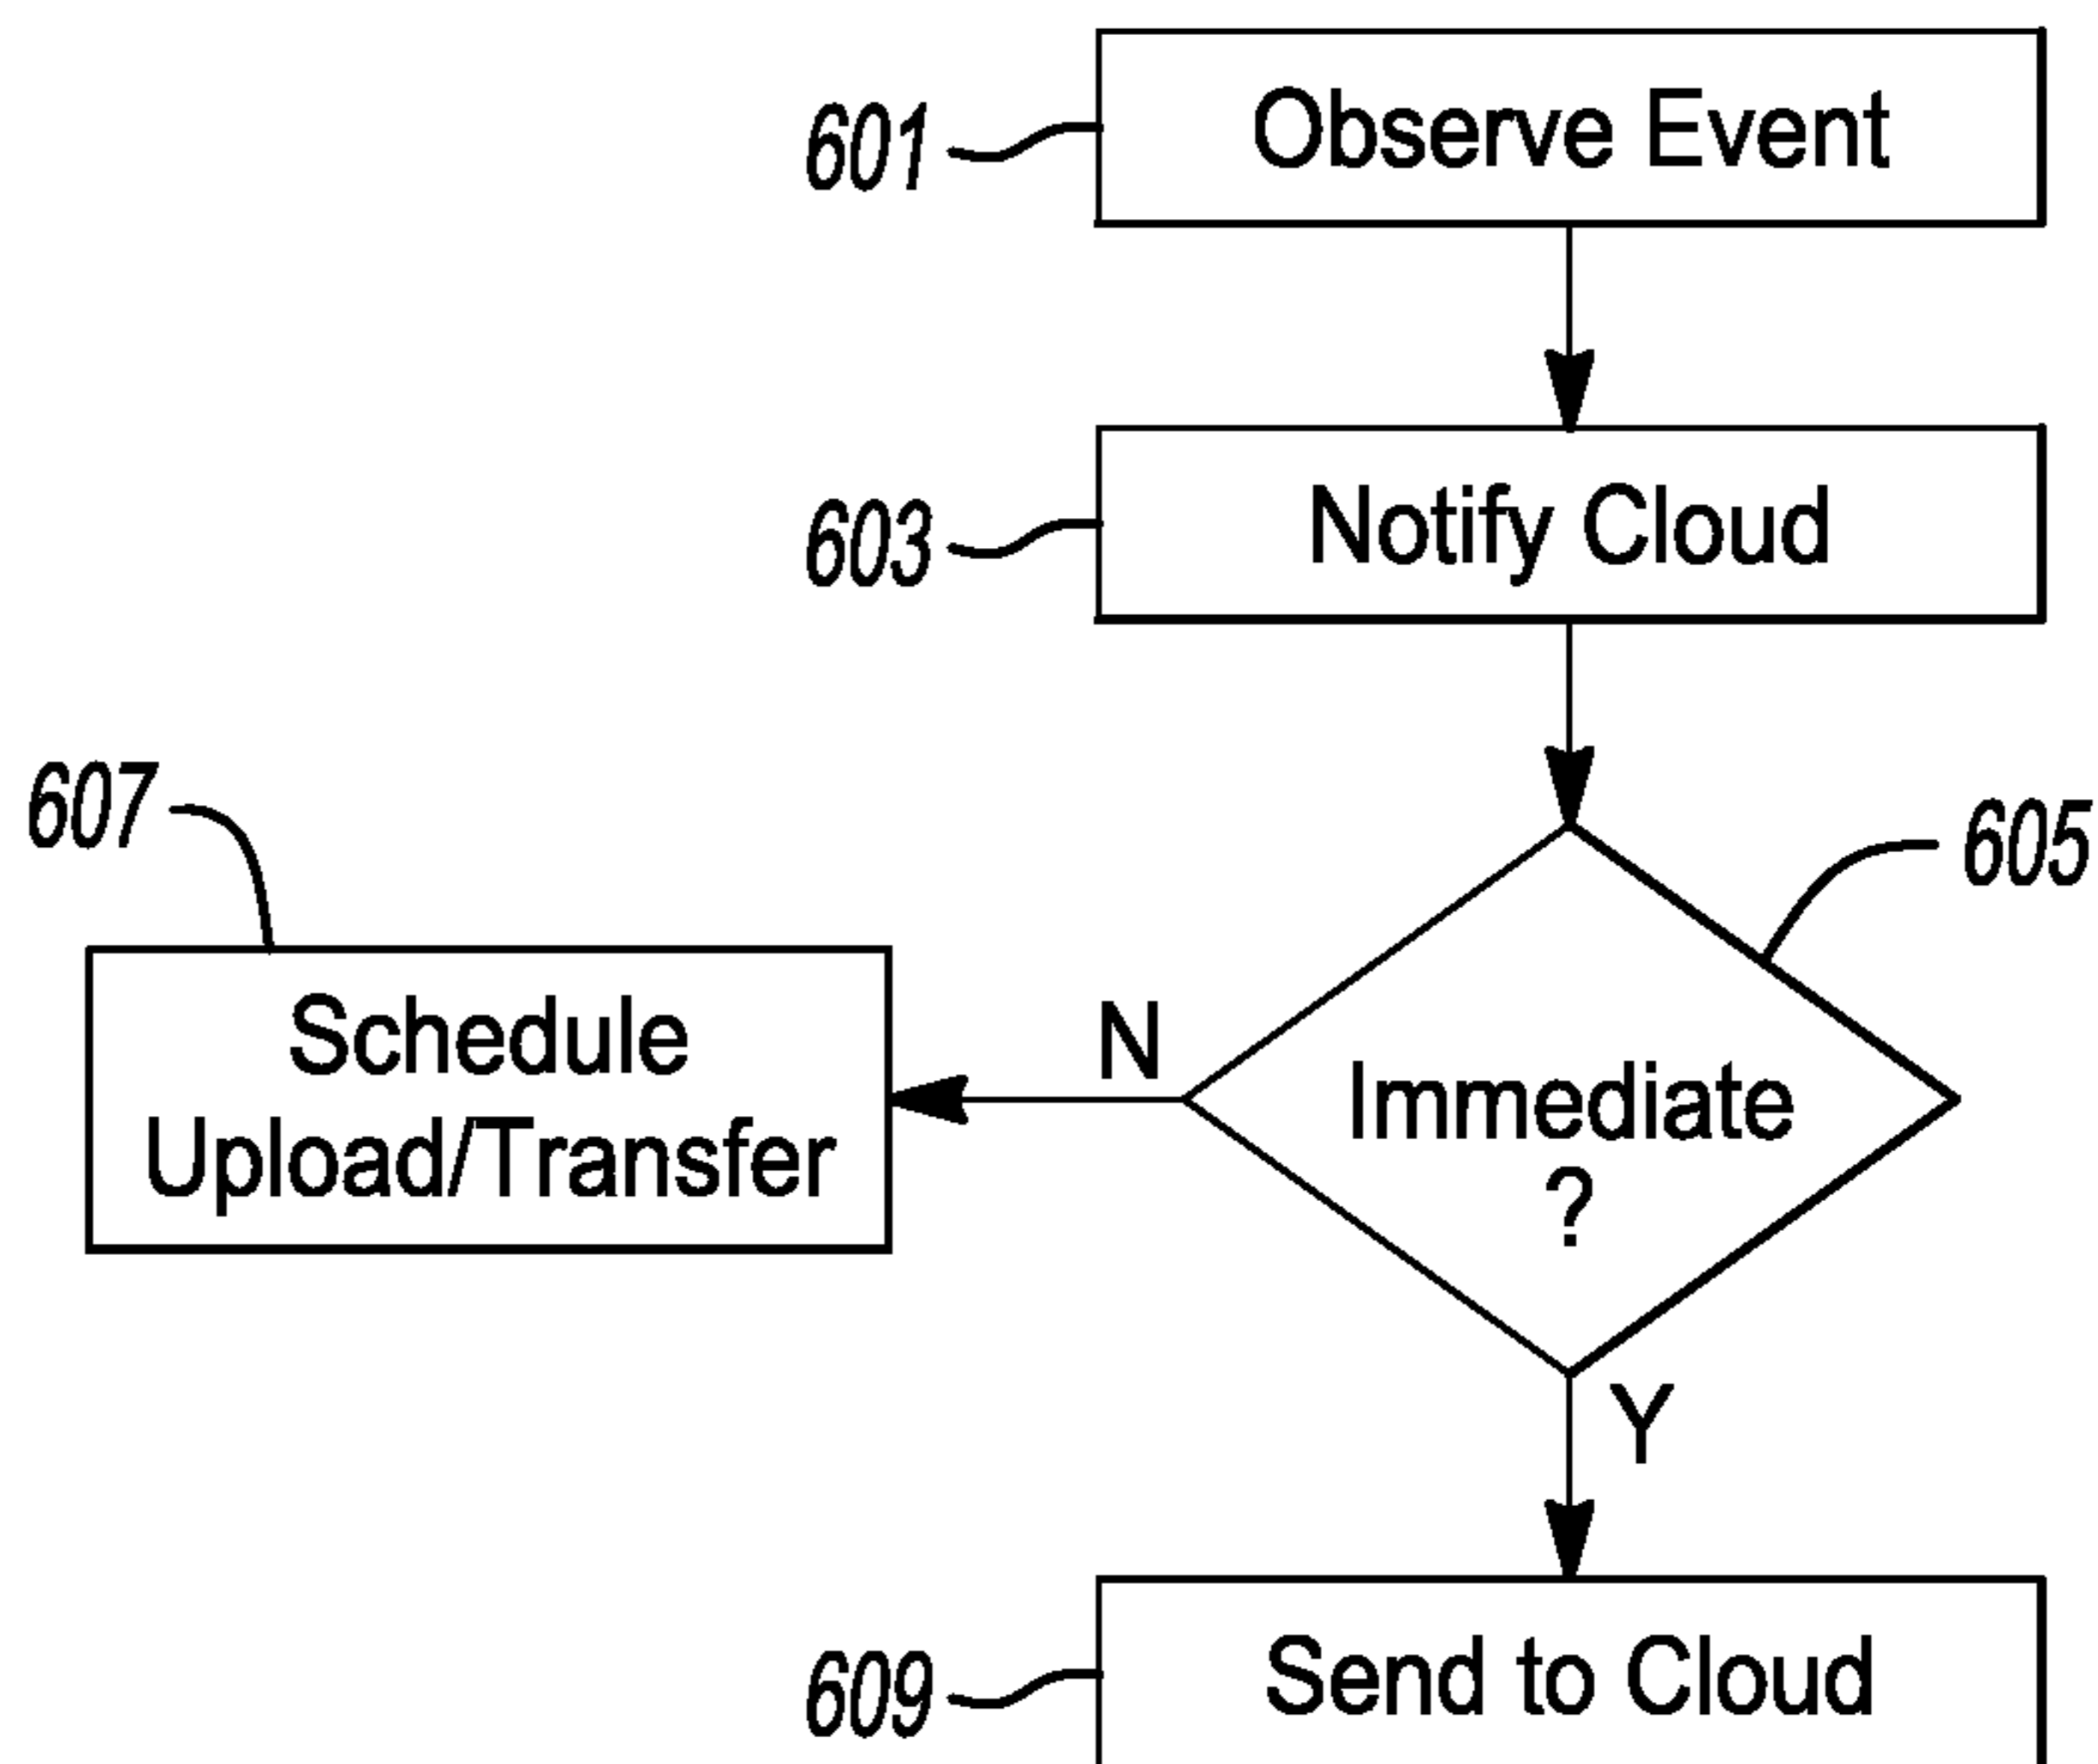 601
Observe Event
603
Notify Cloud
607
605
Schedule
Upload/Transfer
N
Immediate
?
Y
609
Send to Cloud